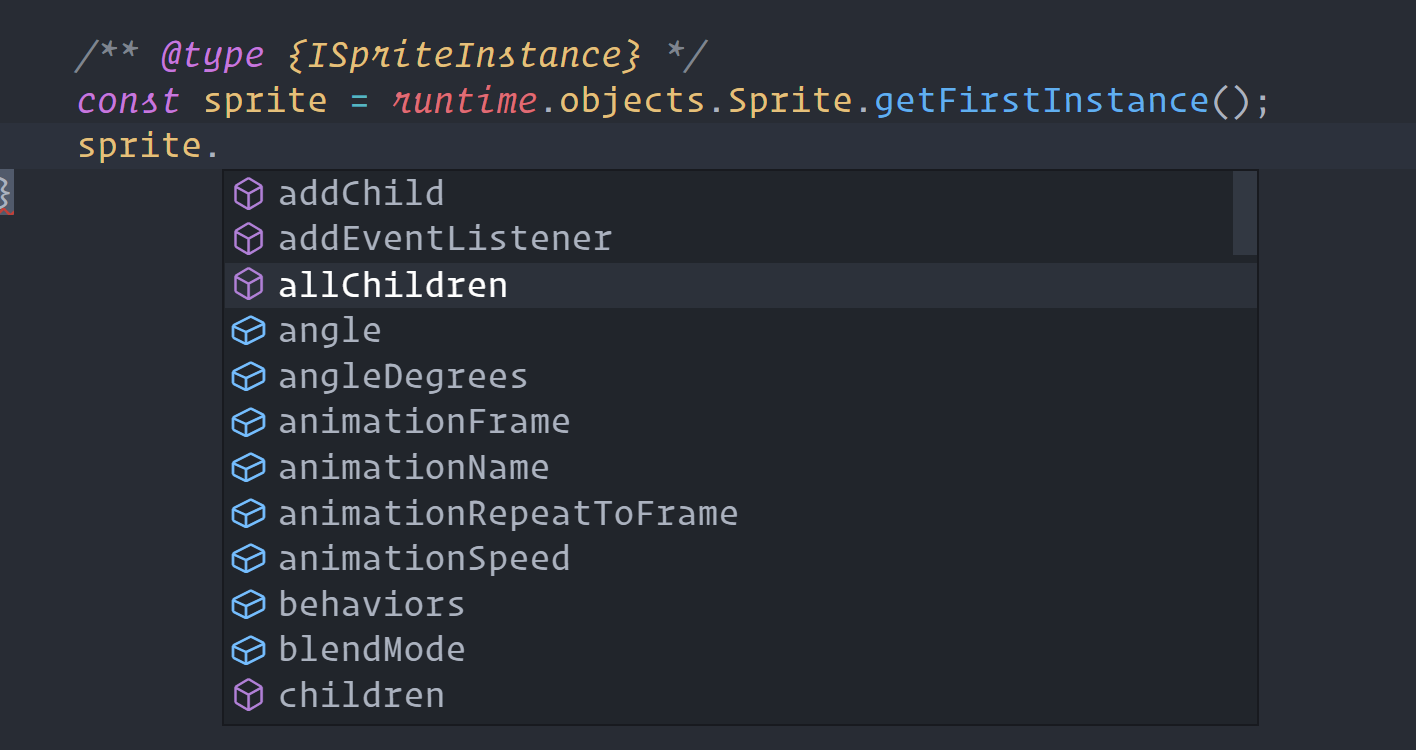 /** @type {ISpriteInstance} */
const sprite = runtime.objects.Sprite.getFirstInstance();
sprite.
}
addChild
addEventListener
allChildren
angle
angleDegrees
animationFrame
animationName
animationRepeatToFrame
animationSpeed
behaviors
blendMode
children